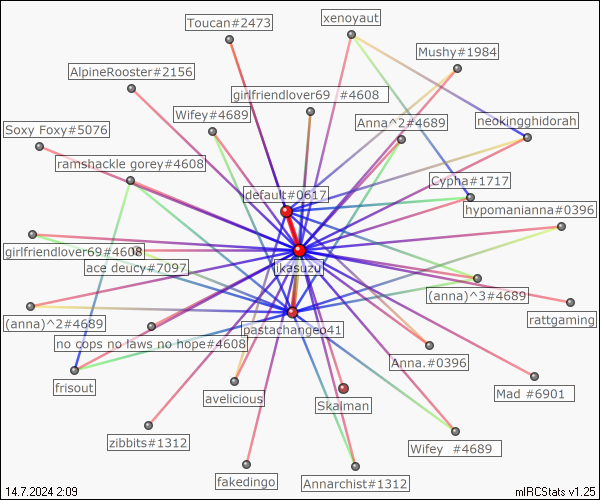 Toucan#2473
xenoyaut
Mushy#1984
AlpineRooster#2156
girlfriendlover69 #4608
Wifey#4689
Anna^2#4689
neokingghidorah
Soxy Foxy#5076
ramshackle gorey#4608
Cypha#1717
default#0617
hypomanianna#0396
girlfriendlover69#4608
ace deucy#7097
ikasuzu
(anna)^3#4689
(anna)^2#4689
rattgaming
pastachangeo41
no cops no laws no hope#4608
Anna.#0396
frisout
avelicious
Skalman
Mad #6901
zibbits#1312
Wifey #4689
fakedingo
Annarchist#1312
14.7.2024 2:09
mIRCStats v1.25